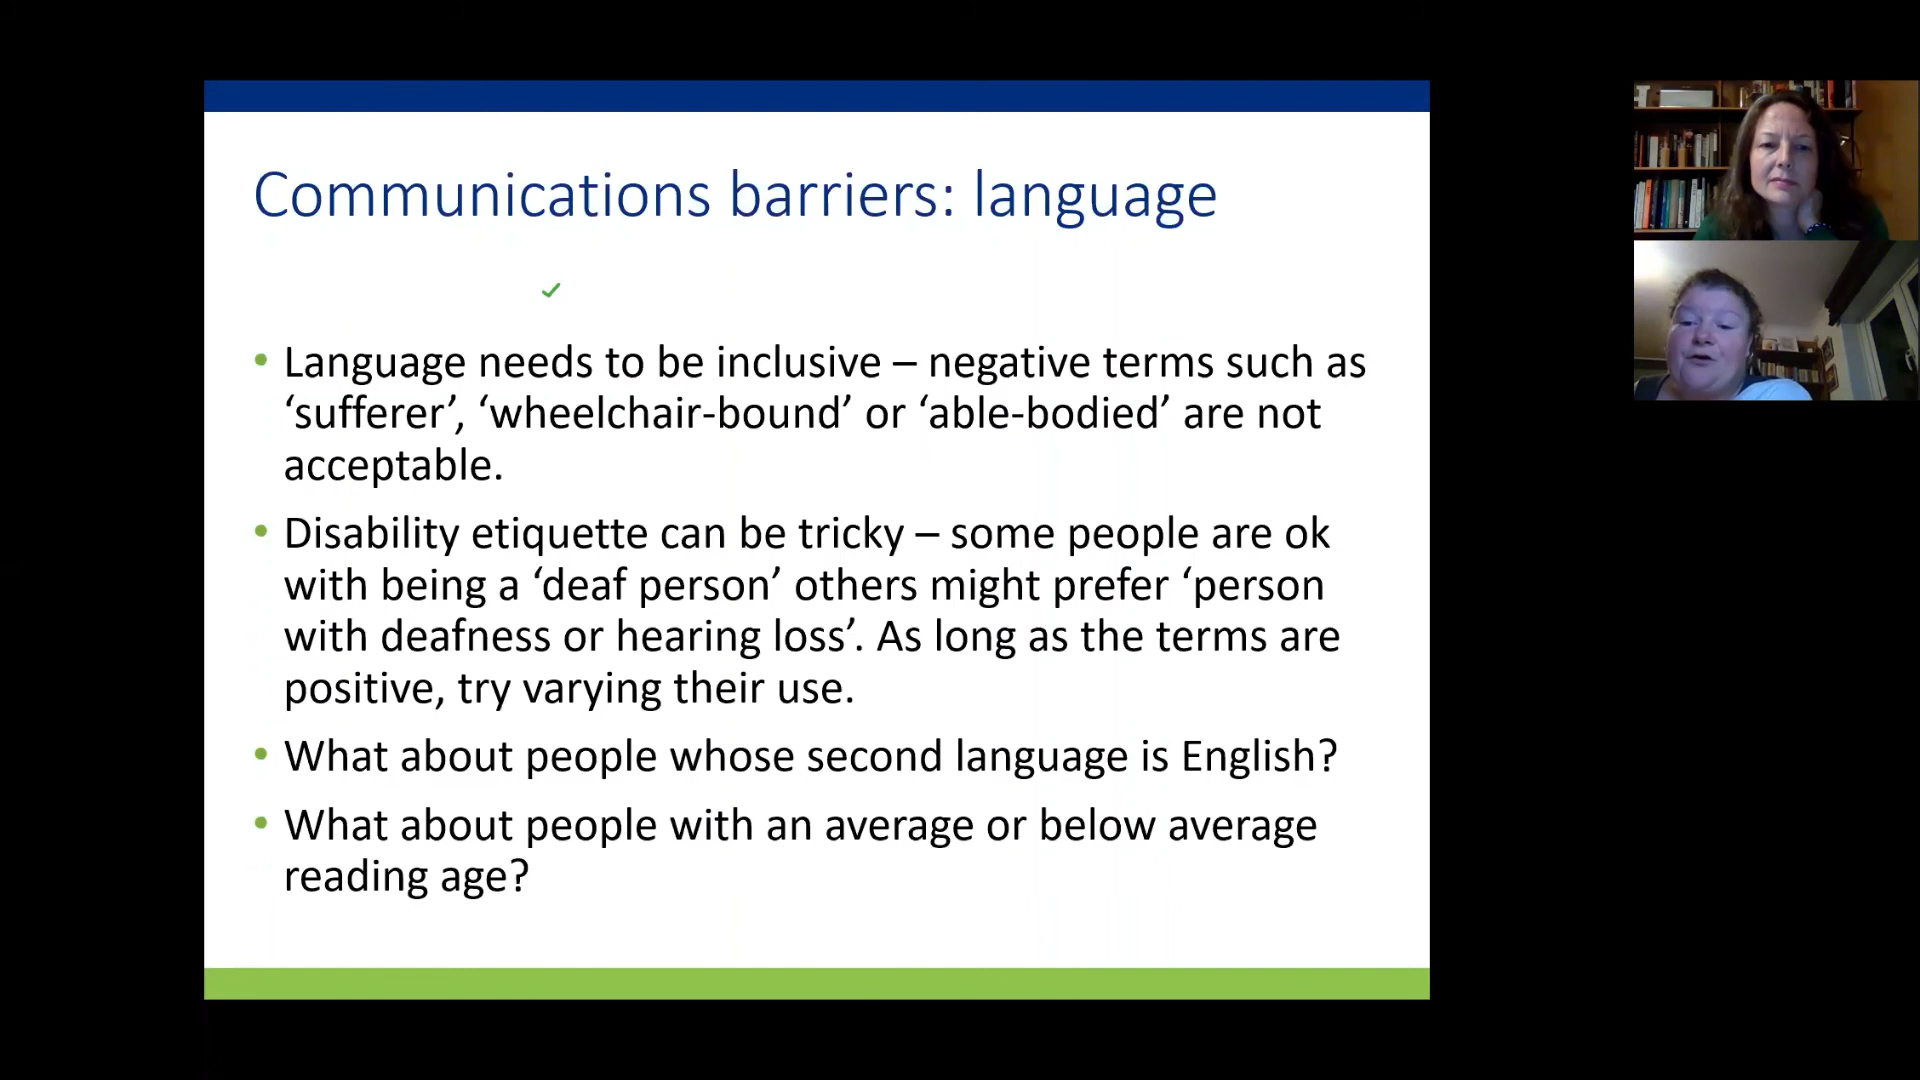 Communications barriers: language
• Language needs to be inclusive – negative terms such as
‘sufferer’, ‘wheelchair-bound’ or ‘able-bodied’ are not
acceptable.
• Disability etiquette can be tricky – some people are ok
with being a ‘deaf person’ others might prefer ‘person
with deafness or hearing loss’. As long as the terms are
positive, try varying their use.
• What about people whose second language is English?
• What about people with an average or below average
reading age?